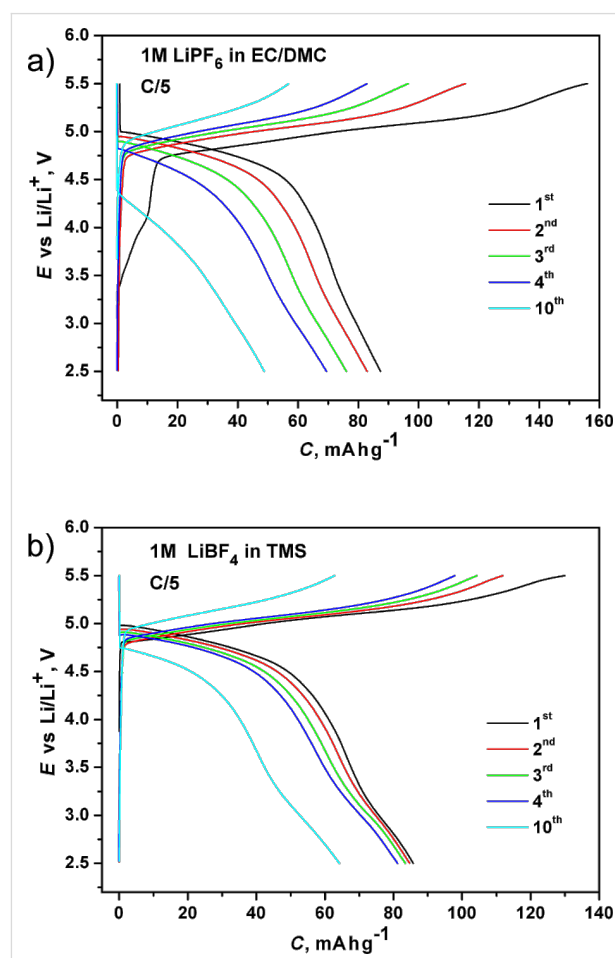 a)
1M LiPF6 in EC/DMC
C/5
6.0
5.5
5.0
4.5
4.0
3.5
3.0
2.5
E vs Li/Li+, V
1st
2nd
3rd
4th
10th
0 20 40 60 80 100 120 140 160
C, mAhg-1
b)
1M LiBF4 in TMS
C/5
6.0
5.5
5.0
4.5
4.0
3.5
3.0
2.5
E vs Li/Li+, V
1st
2nd
3rd
4th
10th
0 20 40 60 80 100 120 140
C, mAhg-1